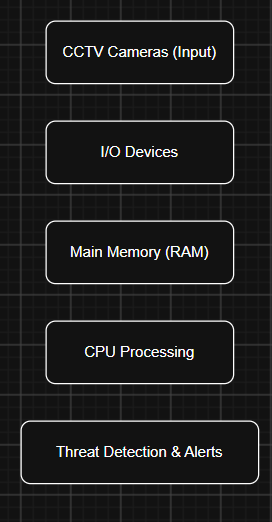 CCTV Cameras (Input)
I/O Devices
Main Memory (RAM)
CPU Processing
Threat Detection & Alerts